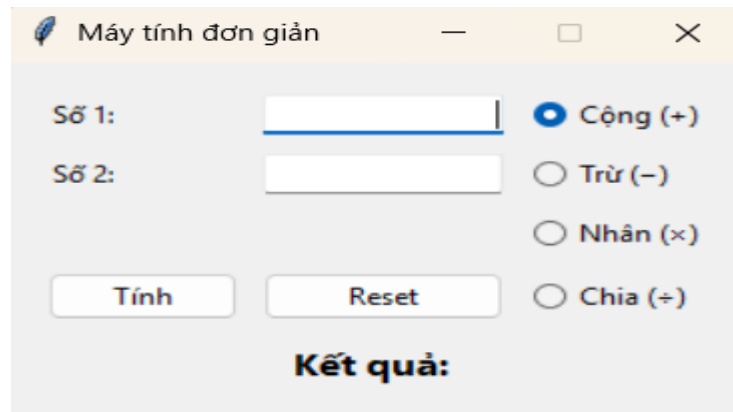 Máy tính đơn giản
Số 1:
Cộng (+)
Số 2:
Trừ (−)
Nhân (×)
Tính
Reset
Chia (÷)
Kết quả: